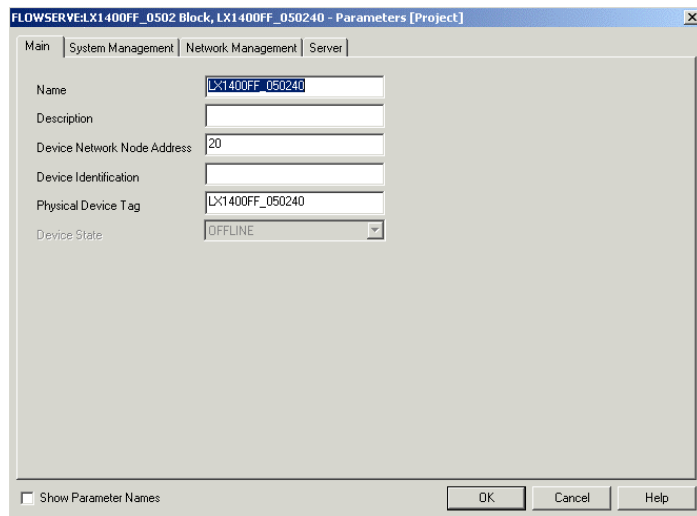 FLOWSERVE:LX1400FF_0502 Block, LX1400FF_050240 - Parameters [Project]
Main System Management Network Management Server
Name LX1400FF_050240
Description
Device Network Node Address 20
Device Identification
Physical Device Tag LX1400FF_050240
Device State OFFLINE
Show Parameter Names OK Cancel Help